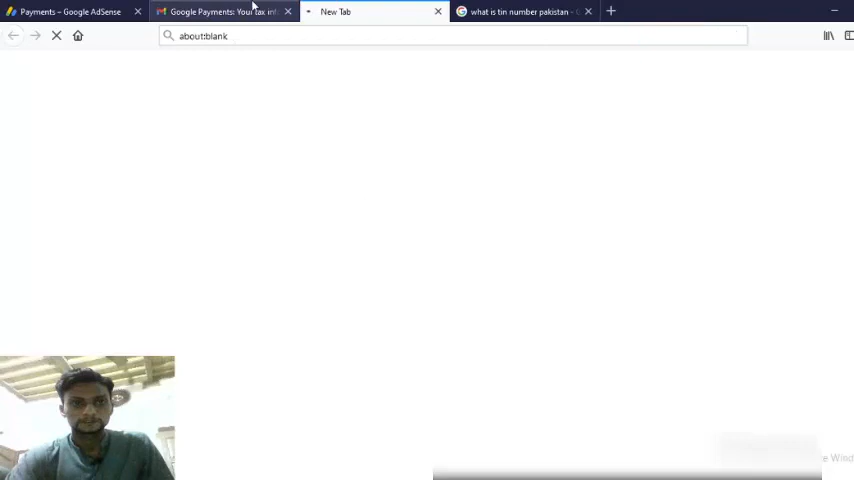 Payments – Google AdSense
Google Payments: Your tax inf
New Tab
what is tin number pakistan - G
about:blank